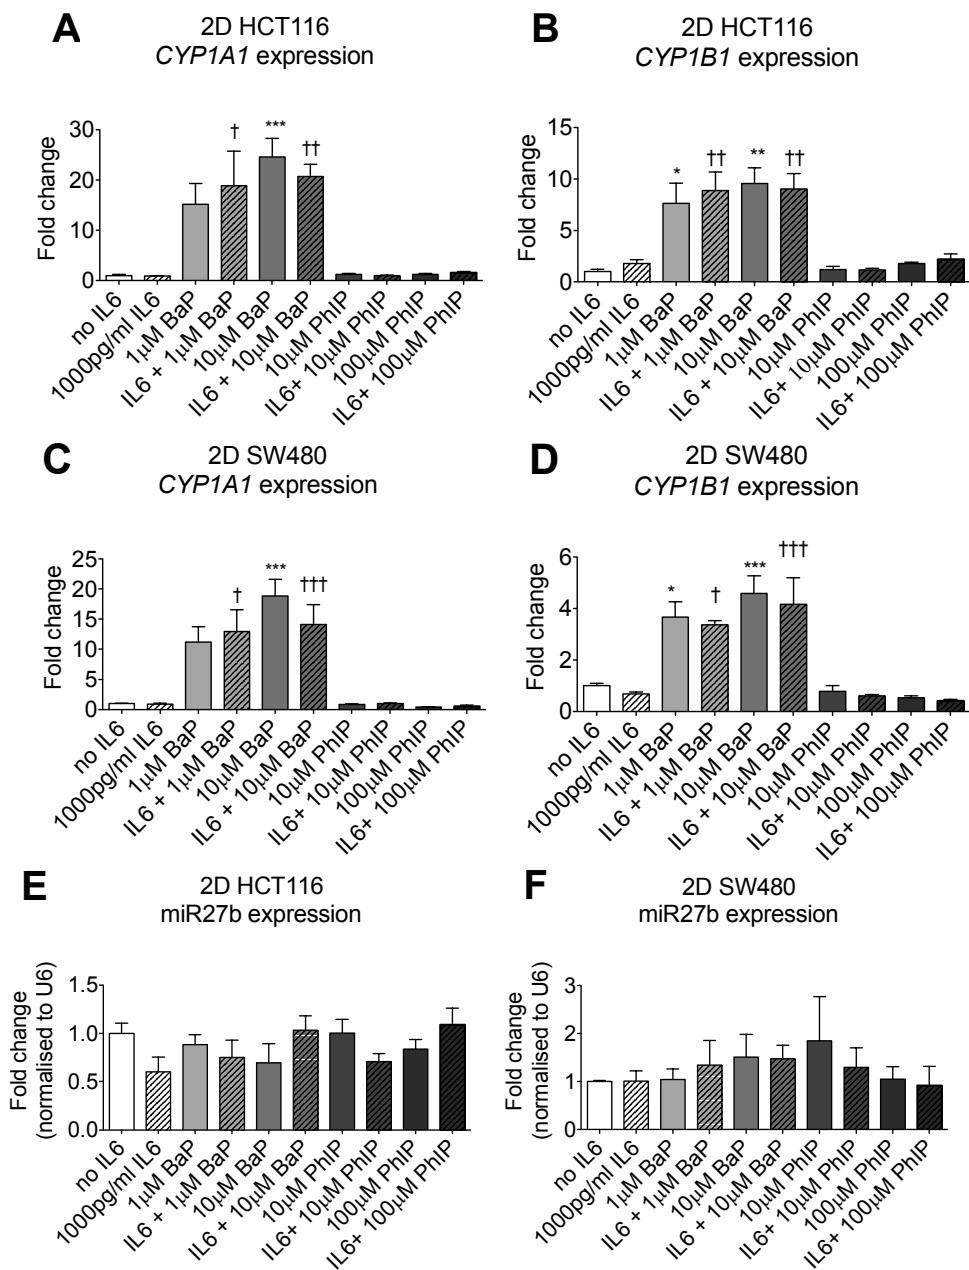 A
2D HCT116
CYP1A1 expression
Fold change
30
20
10
0
†
***
††
no IL6
1000pg/ml IL6
1µM BaP
IL6 + 1µM BaP
10µM BaP
IL6 + 10µM BaP
10µM PhIP
IL6+ 10µM PhIP
100µM PhIP
IL6+ 100µM PhIP
B
2D HCT116
CYP1B1 expression
Fold change
15
10
5
0
*
††
**
††
no IL6
1000pg/ml IL6
1µM BaP
IL6 + 1µM BaP
10µM BaP
IL6 + 10µM BaP
10µM PhIP
IL6+ 10µM PhIP
100µM PhIP
IL6+ 100µM PhIP
C
2D SW480
CYP1A1 expression
Fold change
25
20
15
10
5
0
†
***
†††
no IL6
1000pg/ml IL6
1µM BaP
IL6 + 1µM BaP
10µM BaP
IL6 + 10µM BaP
10µM PhIP
IL6+ 10µM PhIP
100µM PhIP
IL6+ 100µM PhIP
D
2D SW480
CYP1B1 expression
Fold change
6
4
2
0
*
†
***
†††
no IL6
1000pg/ml IL6
1µM BaP
IL6 + 1µM BaP
10µM BaP
IL6 + 10µM BaP
10µM PhIP
IL6+ 10µM PhIP
100µM PhIP
IL6+ 100µM PhIP
E
2D HCT116
miR27b expression
Fold change
(normalised to U6)
1.5
1.0
0.5
0.0
no IL6
1000pg/ml IL6
1µM BaP
IL6 + 1µM BaP
10µM BaP
IL6 + 10µM BaP
10µM PhIP
IL6+ 10µM PhIP
100µM PhIP
IL6+ 100µM PhIP
F
2D SW480
miR27b expression
Fold change
(normalised to U6)
3
2
1
0
no IL6
1000pg/ml IL6
1µM BaP
IL6 + 1µM BaP
10µM BaP
IL6 + 10µM BaP
10µM PhIP
IL6+ 10µM PhIP
100µM PhIP
IL6+ 100µM PhIP